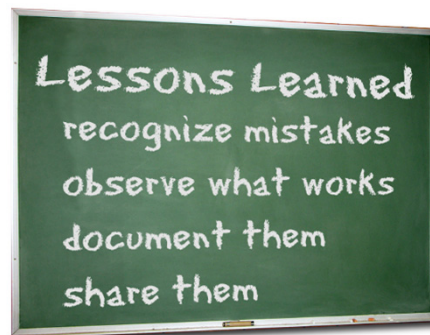 Lessons Learned
recognize mistakes
observe what works
document them
share them